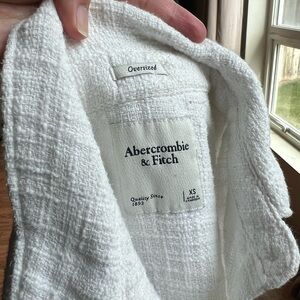 Oversized
Abercrombie
& Fitch
Quality Since
1892
XS